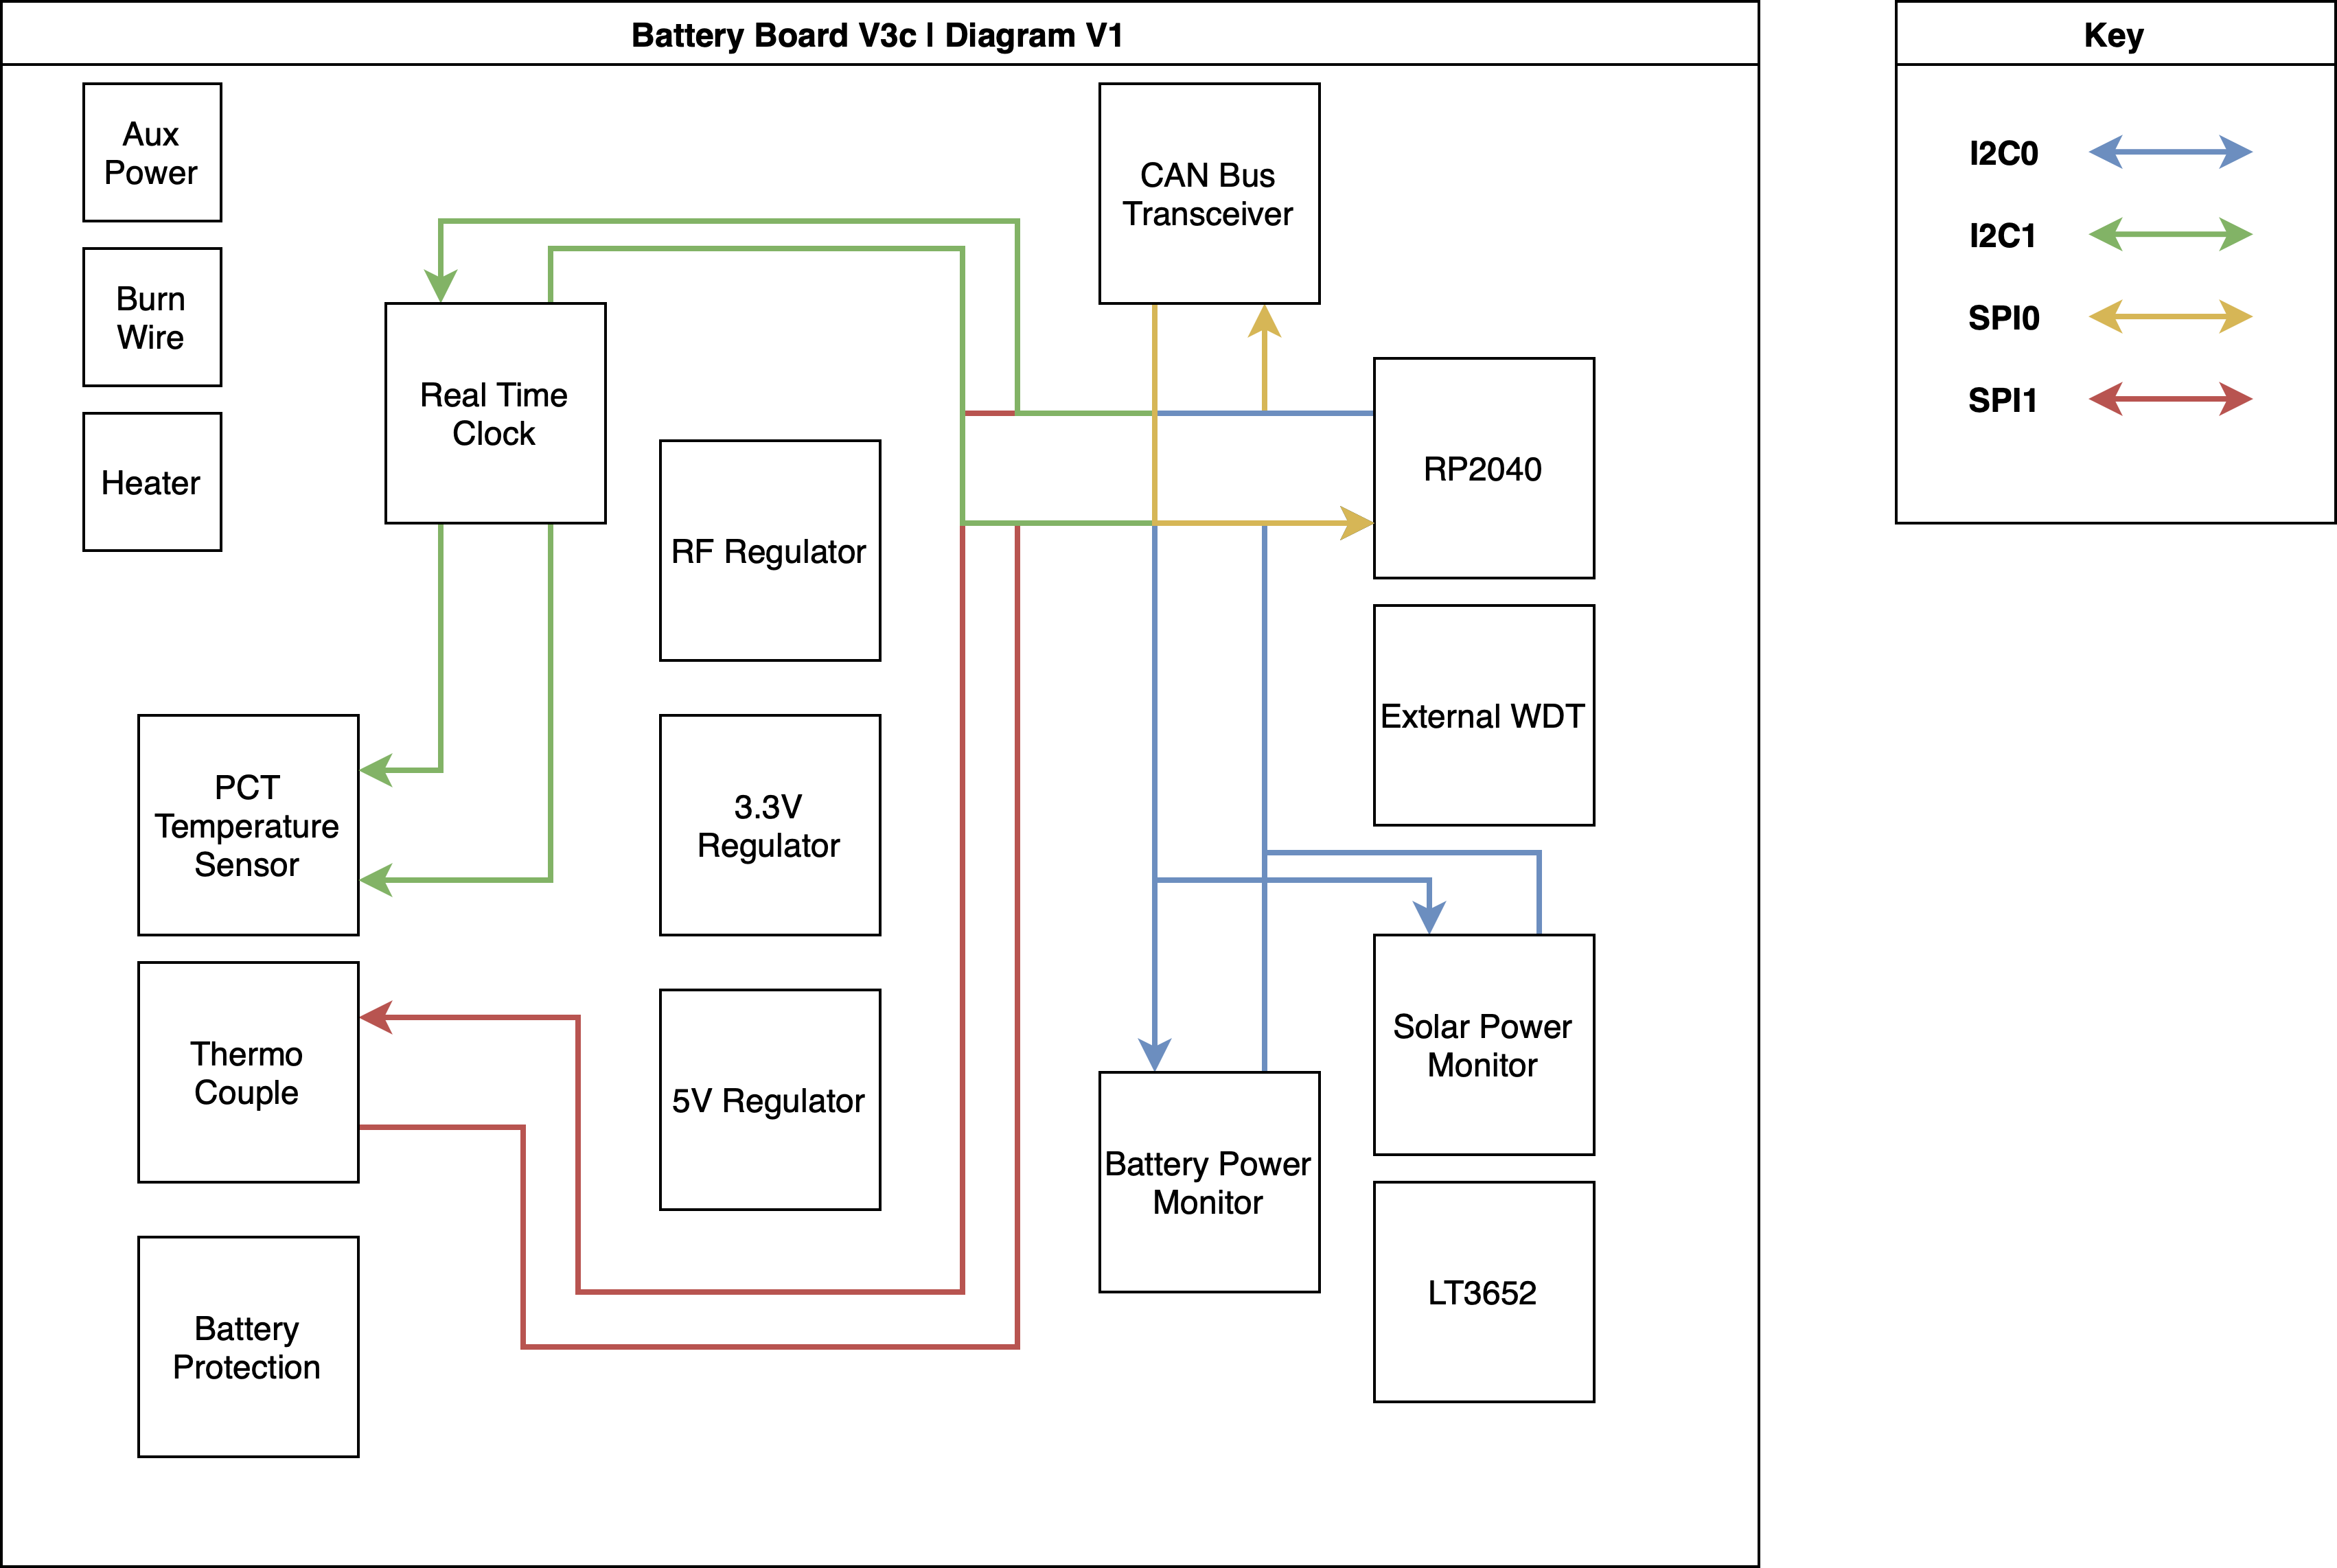 Battery Board V3c | Diagram V1
Key
Aux
Power
Burn
Wire
Heater
CAN Bus
Transceiver
I2C0
I2C1
SPI0
SPI1
Real Time
Clock
RF Regulator
RP2040
External WDT
PCT
Temperature
Sensor
3.3V
Regulator
Thermo
Couple
5V Regulator
Solar Power
Monitor
Battery Power
Monitor
Battery
Protection
LT3652